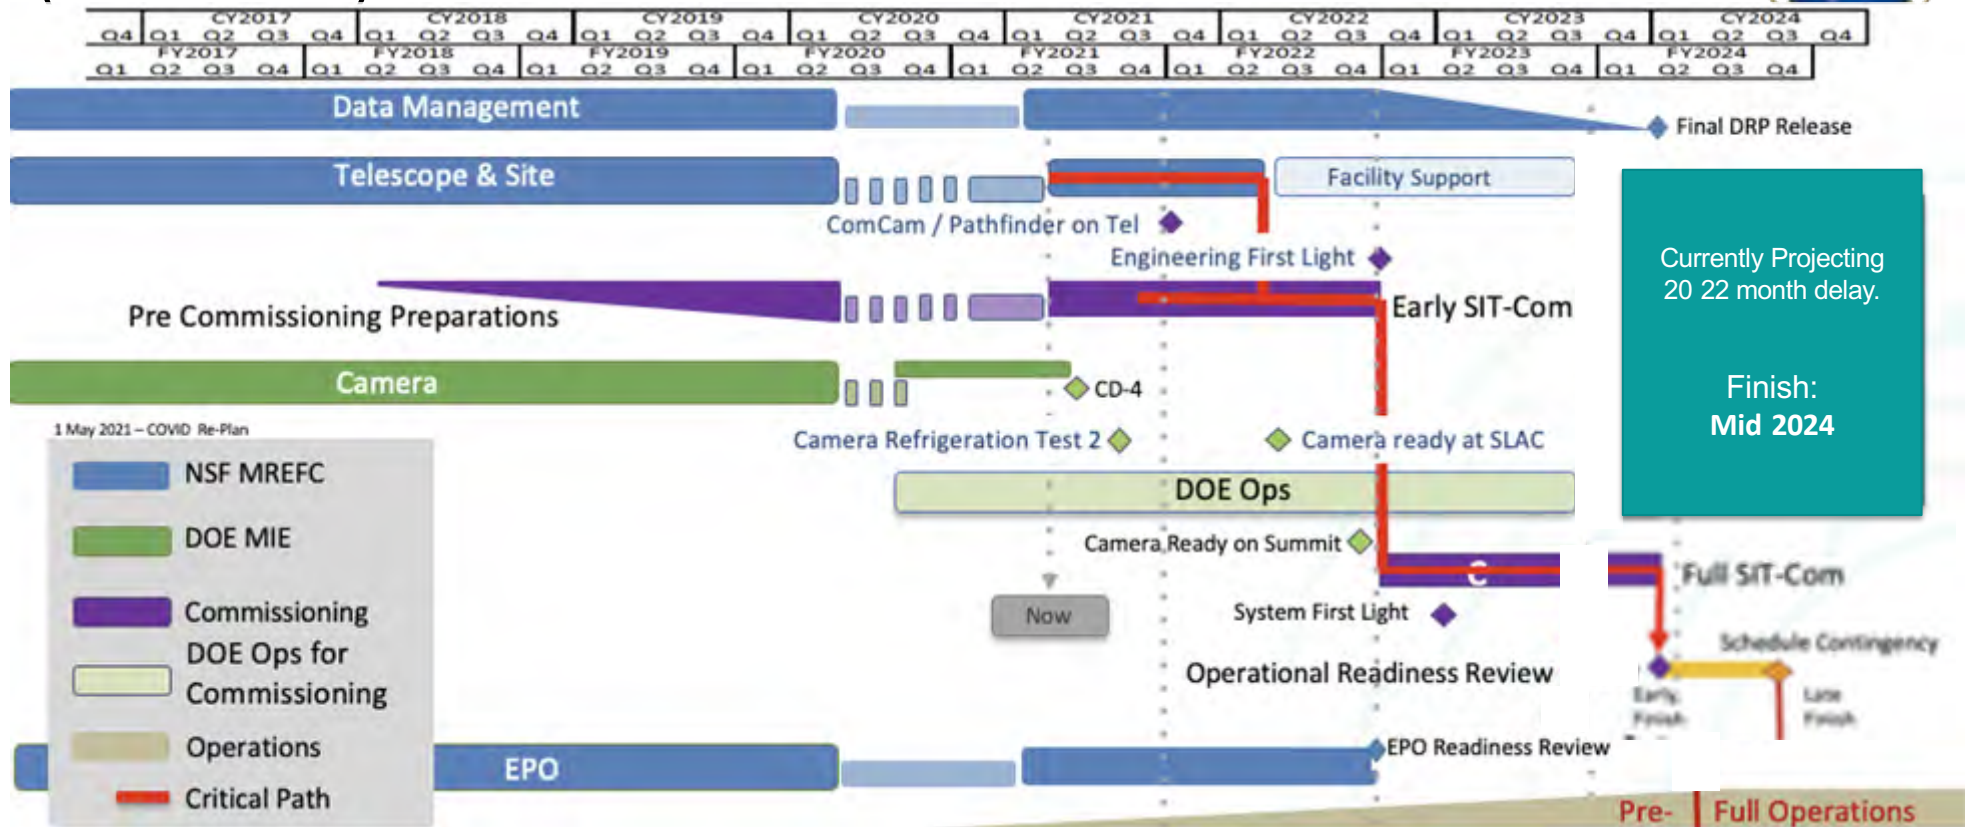 CY2017 CY2018 CY2019 CY2020 CY2021 CY2022 CY2023 CY2024
Q4 Q1 Q2 Q3 Q4 Q1 Q2 Q3 Q4 Q1 Q2 Q3 Q4 Q1 Q2 Q3 Q4 Q1 Q2 Q3 Q4 Q1 Q2 Q3 Q4 Q1 Q2 Q3 Q4 Q1 Q2 Q3 Q4
FY2017 FY2018 FY2019 FY2020 FY2021 FY2022 FY2023 FY2024
Q1 Q2 Q3 Q4 Q1 Q2 Q3 Q4 Q1 Q2 Q3 Q4 Q1 Q2 Q3 Q4 Q1 Q2 Q3 Q4 Q1 Q2 Q3 Q4 Q1 Q2 Q3 Q4 Q1 Q2 Q3 Q4
Data Management
Final DRP Release
Telescope & Site
Facility Support
ComCam / Pathfinder on Tel
Engineering First Light
Currently Projecting
20 22 month delay.
Finish:
Mid 2024
Pre Commissioning Preparations
Early SIT-Com
Camera
CD-4
Camera Refrigeration Test 2
Camera ready at SLAC
1 May 2021 – COVID Re-Plan
NSF MREFC
DOE MIE
Commissioning
DOE Ops for
Commissioning
Operations
Critical Path
DOE Ops
Camera Ready on Summit
C
Full SIT-Com
Now
System First Light
Schedule Contingency
Operational Readiness Review
Early
Finish
Late
Finish
EPO
EPO Readiness Review
Pre-
Full Operations